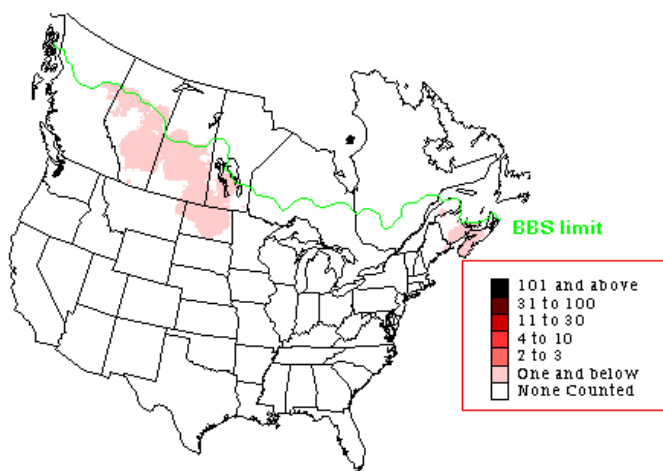 BBS limit
101 and above
31 to 100
11 to 30
4 to 10
2 to 3
One and below
None Counted